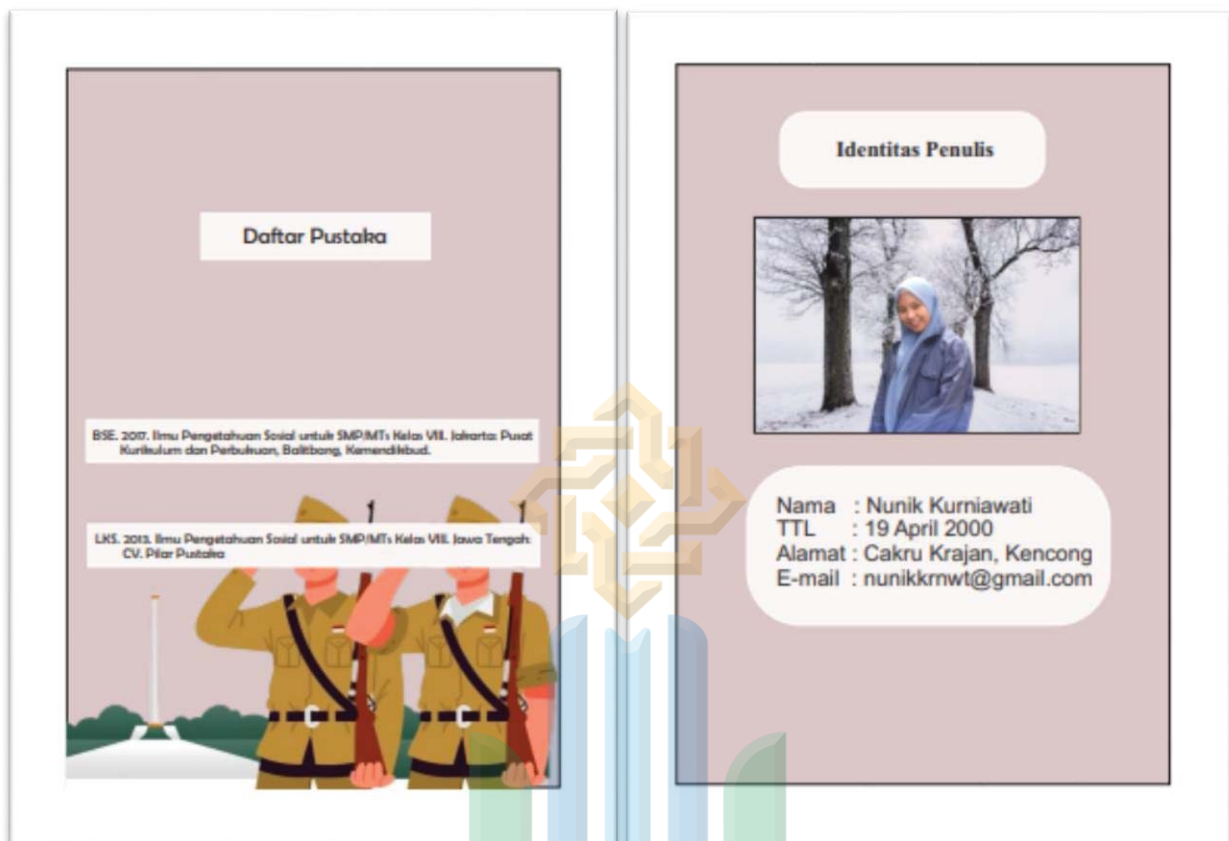 Daftar Pustaka
BSE. 2017. Ilmu Pengetahuan Sosial untuk SMP/MTs Kelas VIII. Jakarta: Pusat
Kurikulum dan Perbukuan, Balitbang, Kemendikbud.
LKS. 2013. Ilmu Pengetahuan Sosial untuk SMP/MTs Kelas VIII. Jawa Tengah:
CV. Pilar Pustaka
Identitas Penulis
Nama : Nunik Kurniawati
TTL : 19 April 2000
Alamat : Cakru Krajan, Kencong
E-mail : nunikkrnwt@gmail.com